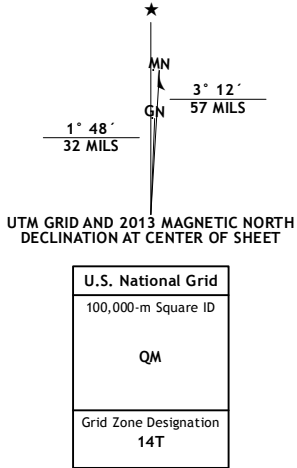 ★
MN
3° 12´
57 MILS
GN
1° 48´
32 MILS
UTM GRID AND 2013 MAGNETIC NORTH
DECLINATION AT CENTER OF SHEET
U.S. National Grid
100,000-m Square ID
QM
Grid Zone Designation
14T